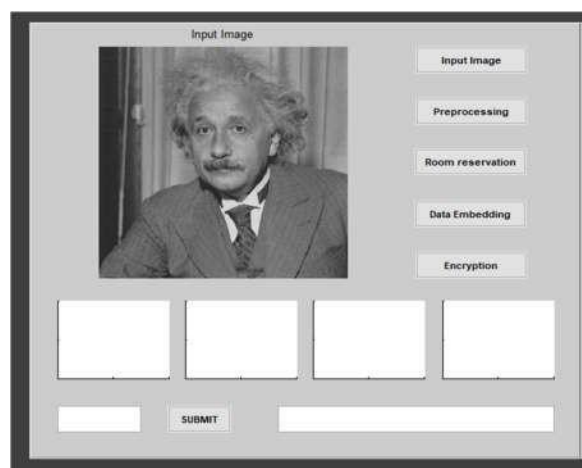 Input Image
Input Image
Preprocessing
Room reservation
Data Embedding
Encryption
SUBMIT